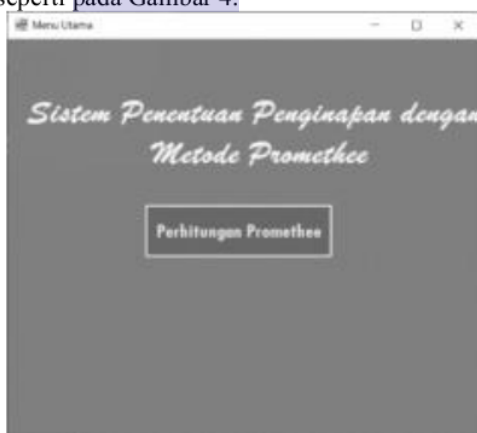 seperti pada Gambar 4.
Menu Utama
Sistem Penentuan Penginapan dengan
Metode Promethee
Perhitungan Promethee